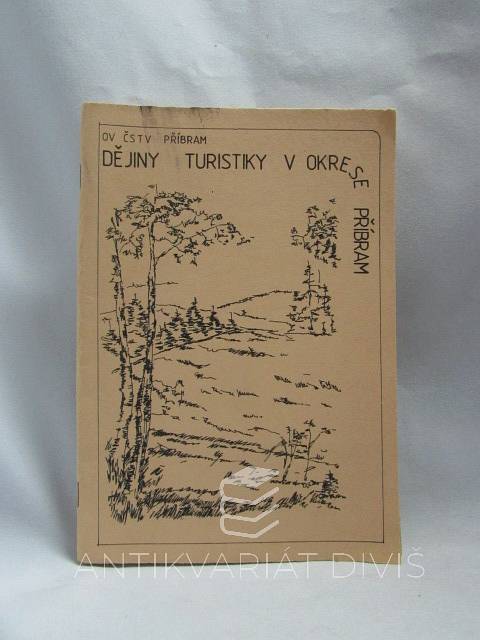 OV ČSTV PŘÍBRAM
DĚJINY TURISTIKY V OKRESE PŘÍBRAM
ANTIKVARIÁT DIVIŠ